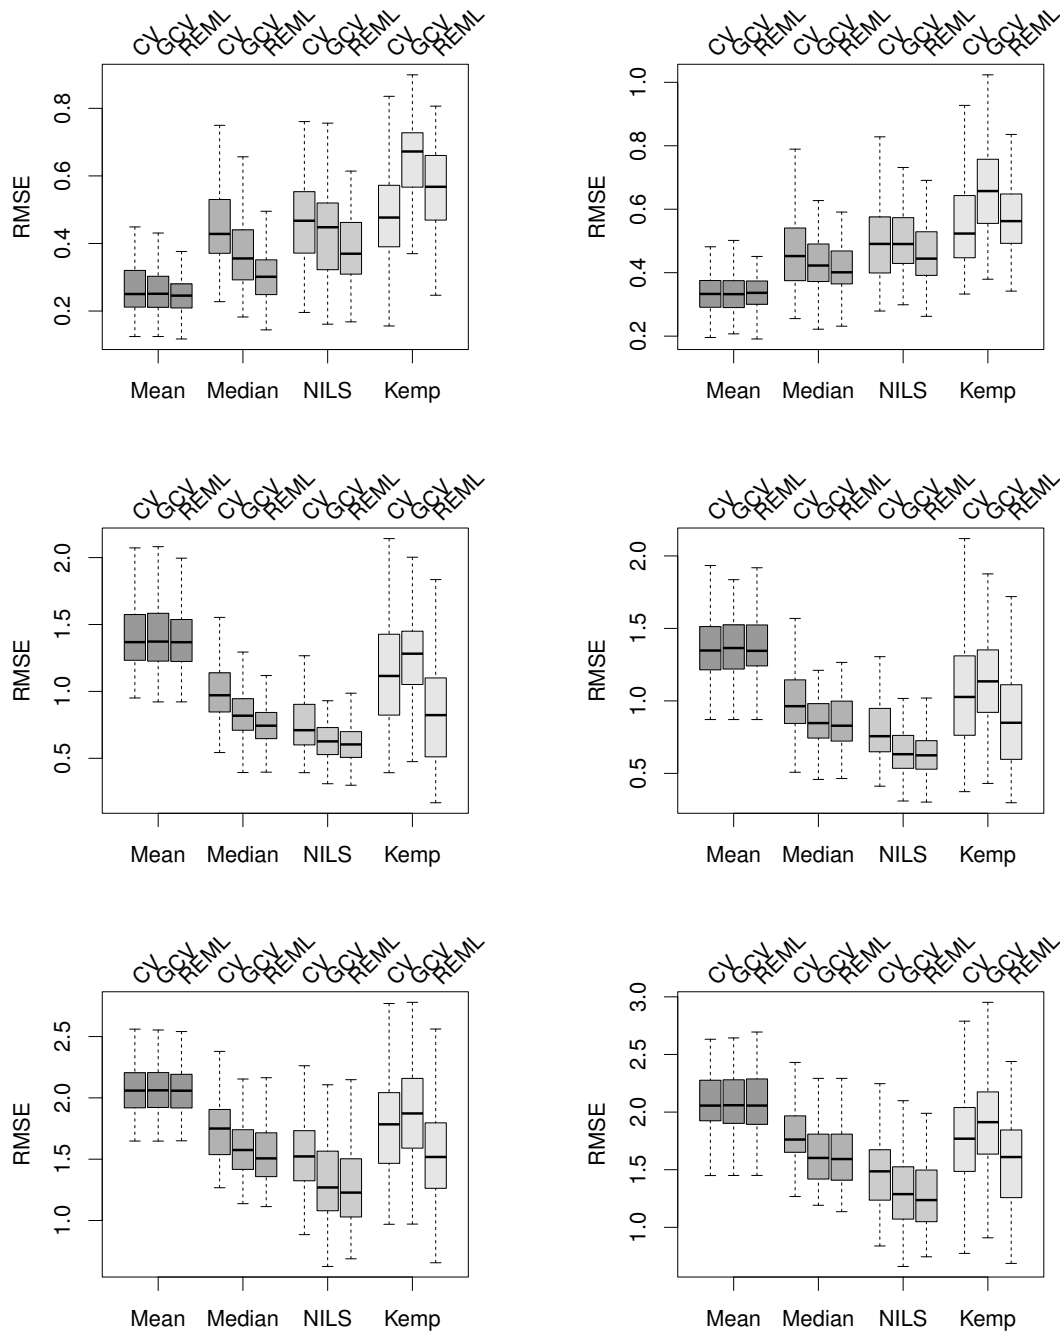 CV GCV REML CV GCV REML CV GCV REML CV GCV REML
RMSE
0.2 0.4 0.6 0.8
Mean Median NILS Kemp
CV GCV REML CV GCV REML CV GCV REML CV GCV REML
RMSE
0.2 0.4 0.6 0.8 1.0
Mean Median NILS Kemp
CV GCV REML CV GCV REML CV GCV REML CV GCV REML
RMSE
0.5 1.0 1.5 2.0
Mean Median NILS Kemp
CV GCV REML CV GCV REML CV GCV REML CV GCV REML
RMSE
0.5 1.0 1.5 2.0
Mean Median NILS Kemp
CV GCV REML CV GCV REML CV GCV REML CV GCV REML
RMSE
1.0 1.5 2.0 2.5
Mean Median NILS Kemp
CV GCV REML CV GCV REML CV GCV REML CV GCV REML
RMSE
1.0 1.5 2.0 2.5 3.0
Mean Median NILS Kemp